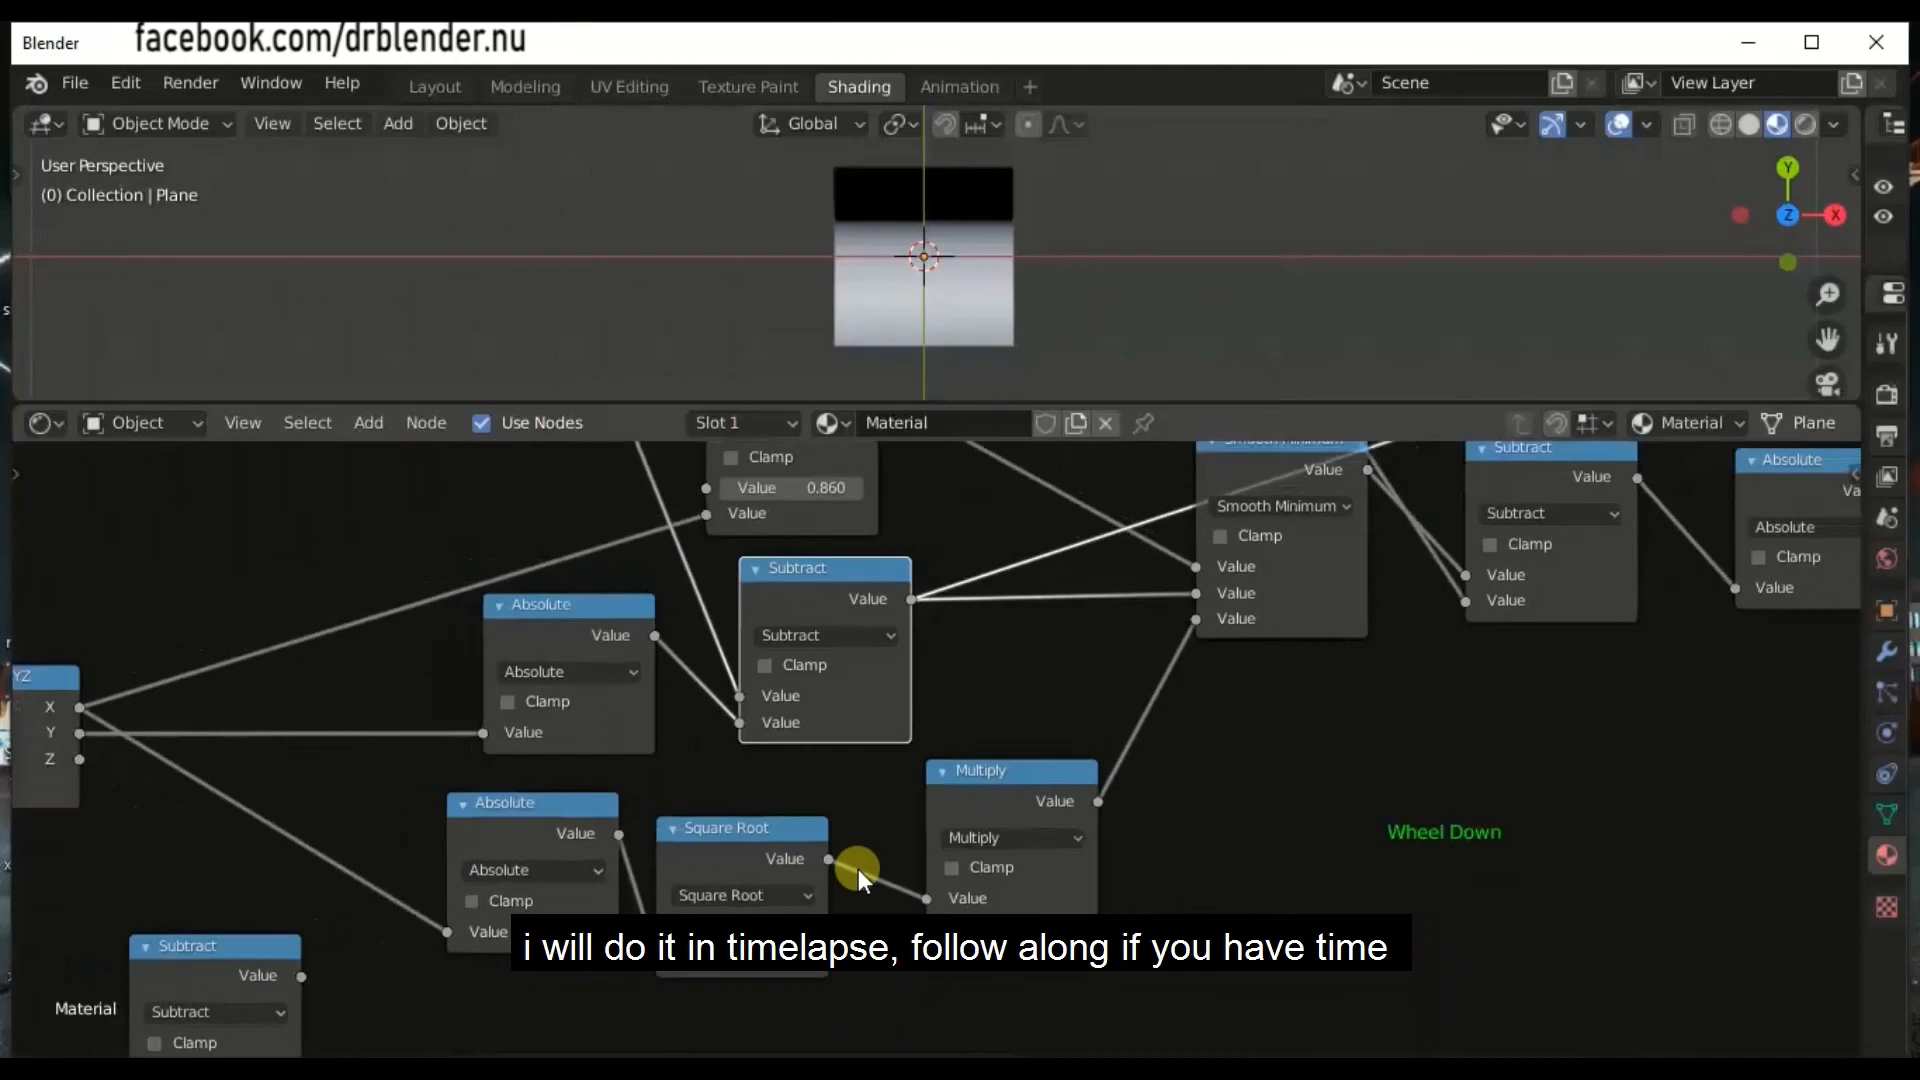 Blender
facebook.com/drblender.nu
File Edit Render Window Help
Layout Modeling UV Editing Texture Paint Shading Animation +
Scene
View Layer
Object Mode View Select Add Object
Global
User Perspective
(0) Collection | Plane
Y
Z
X
Object View Select Add Node Use Nodes
Slot 1
Material
Material
Plane
Clamp
Value 0.860
Value
Smooth Minimum
Value
Smooth Minimum
Clamp
Value
Value
Value
Subtract
Value
Subtract
Clamp
Value
Value
Absolute
Va
Absolute
Clamp
Value
Subtract
Value
Subtract
Clamp
Value
Value
Absolute
Value
Absolute
Clamp
Value
YZ
X
Y
Z
Multiply
Value
Multiply
Clamp
Value
Absolute
Value
Absolute
Clamp
Value
Square Root
Value
Square Root
Wheel Down
i will do it in timelapse, follow along if you have time
Subtract
Value
Subtract
Clamp
Material